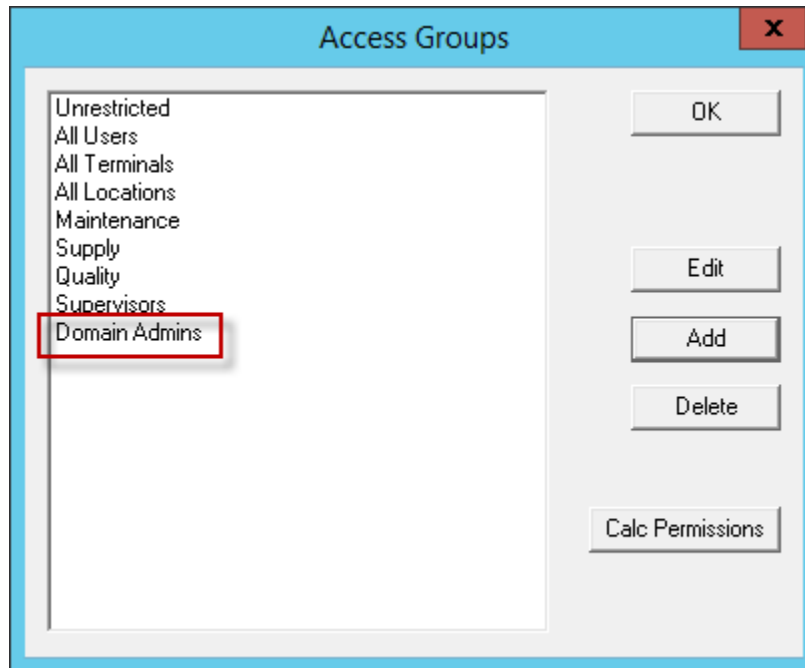 Access Groups
x
Unrestricted
All Users
All Terminals
All Locations
Maintenance
Supply
Quality
Supervisors
Domain Admins
OK
Edit
Add
Delete
Calc Permissions